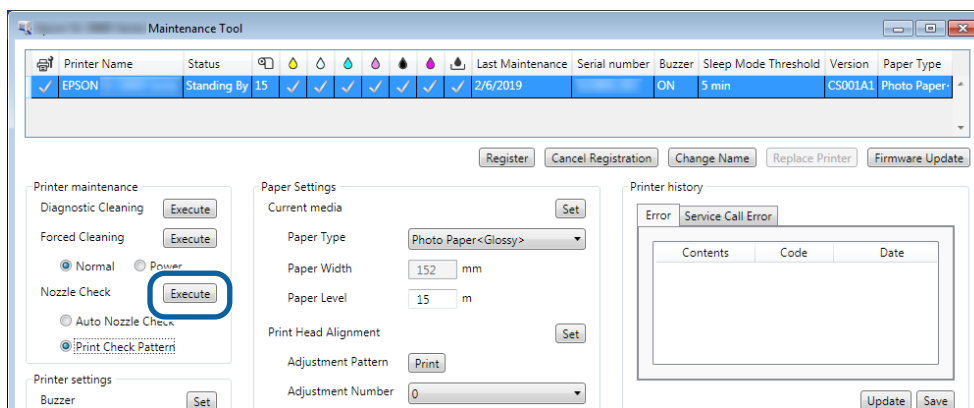 Maintenance Tool
Printer Name Status Last Maintenance Serial number Buzzer Sleep Mode Threshold Version Paper Type
EPSON Standing By 15 2/6/2019 ON 5 min CS001A1 Photo Paper
Register Cancel Registration Change Name Replace Printer Firmware Update
Printer maintenance
Diagnostic Cleaning Execute
Forced Cleaning Execute
Normal Power
Nozzle Check Execute
Auto Nozzle Check
Print Check Pattern
Printer settings
Buzzer Set
Paper Settings
Current media Set
Paper Type Photo Paper<Glossy>
Paper Width 152 mm
Paper Level 15 m
Print Head Alignment Set
Adjustment Pattern Print
Adjustment Number 0
Printer history
Error Service Call Error
Contents Code Date
Update Save